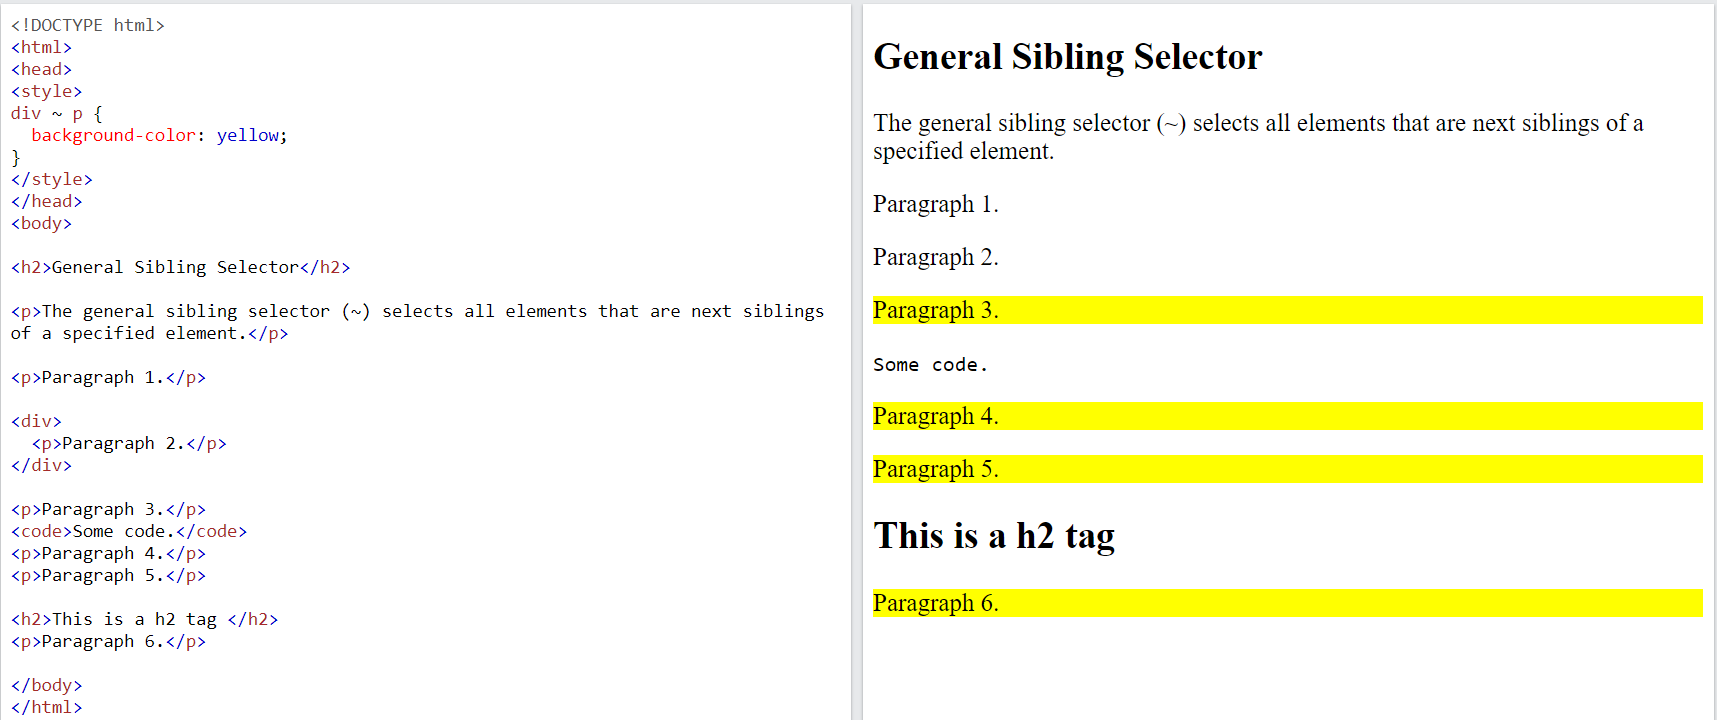 <!DOCTYPE html>
<html>
<head>
<style>
div ~ p {
  background-color: yellow;
}
</style>
</head>
<body>
<h2>General Sibling Selector</h2>
<p>The general sibling selector (~) selects all elements that are next siblings
of a specified element.</p>
<p>Paragraph 1.</p>
<div>
  <p>Paragraph 2.</p>
</div>
<p>Paragraph 3.</p>
<code>Some code.</code>
<p>Paragraph 4.</p>
<p>Paragraph 5.</p>
<h2>This is a h2 tag </h2>
<p>Paragraph 6.</p>
</body>
</html>
General Sibling Selector
The general sibling selector (~) selects all elements that are next siblings of a
specified element.
Paragraph 1.
Paragraph 2.
Paragraph 3.
Some code.
Paragraph 4.
Paragraph 5.
This is a h2 tag
Paragraph 6.